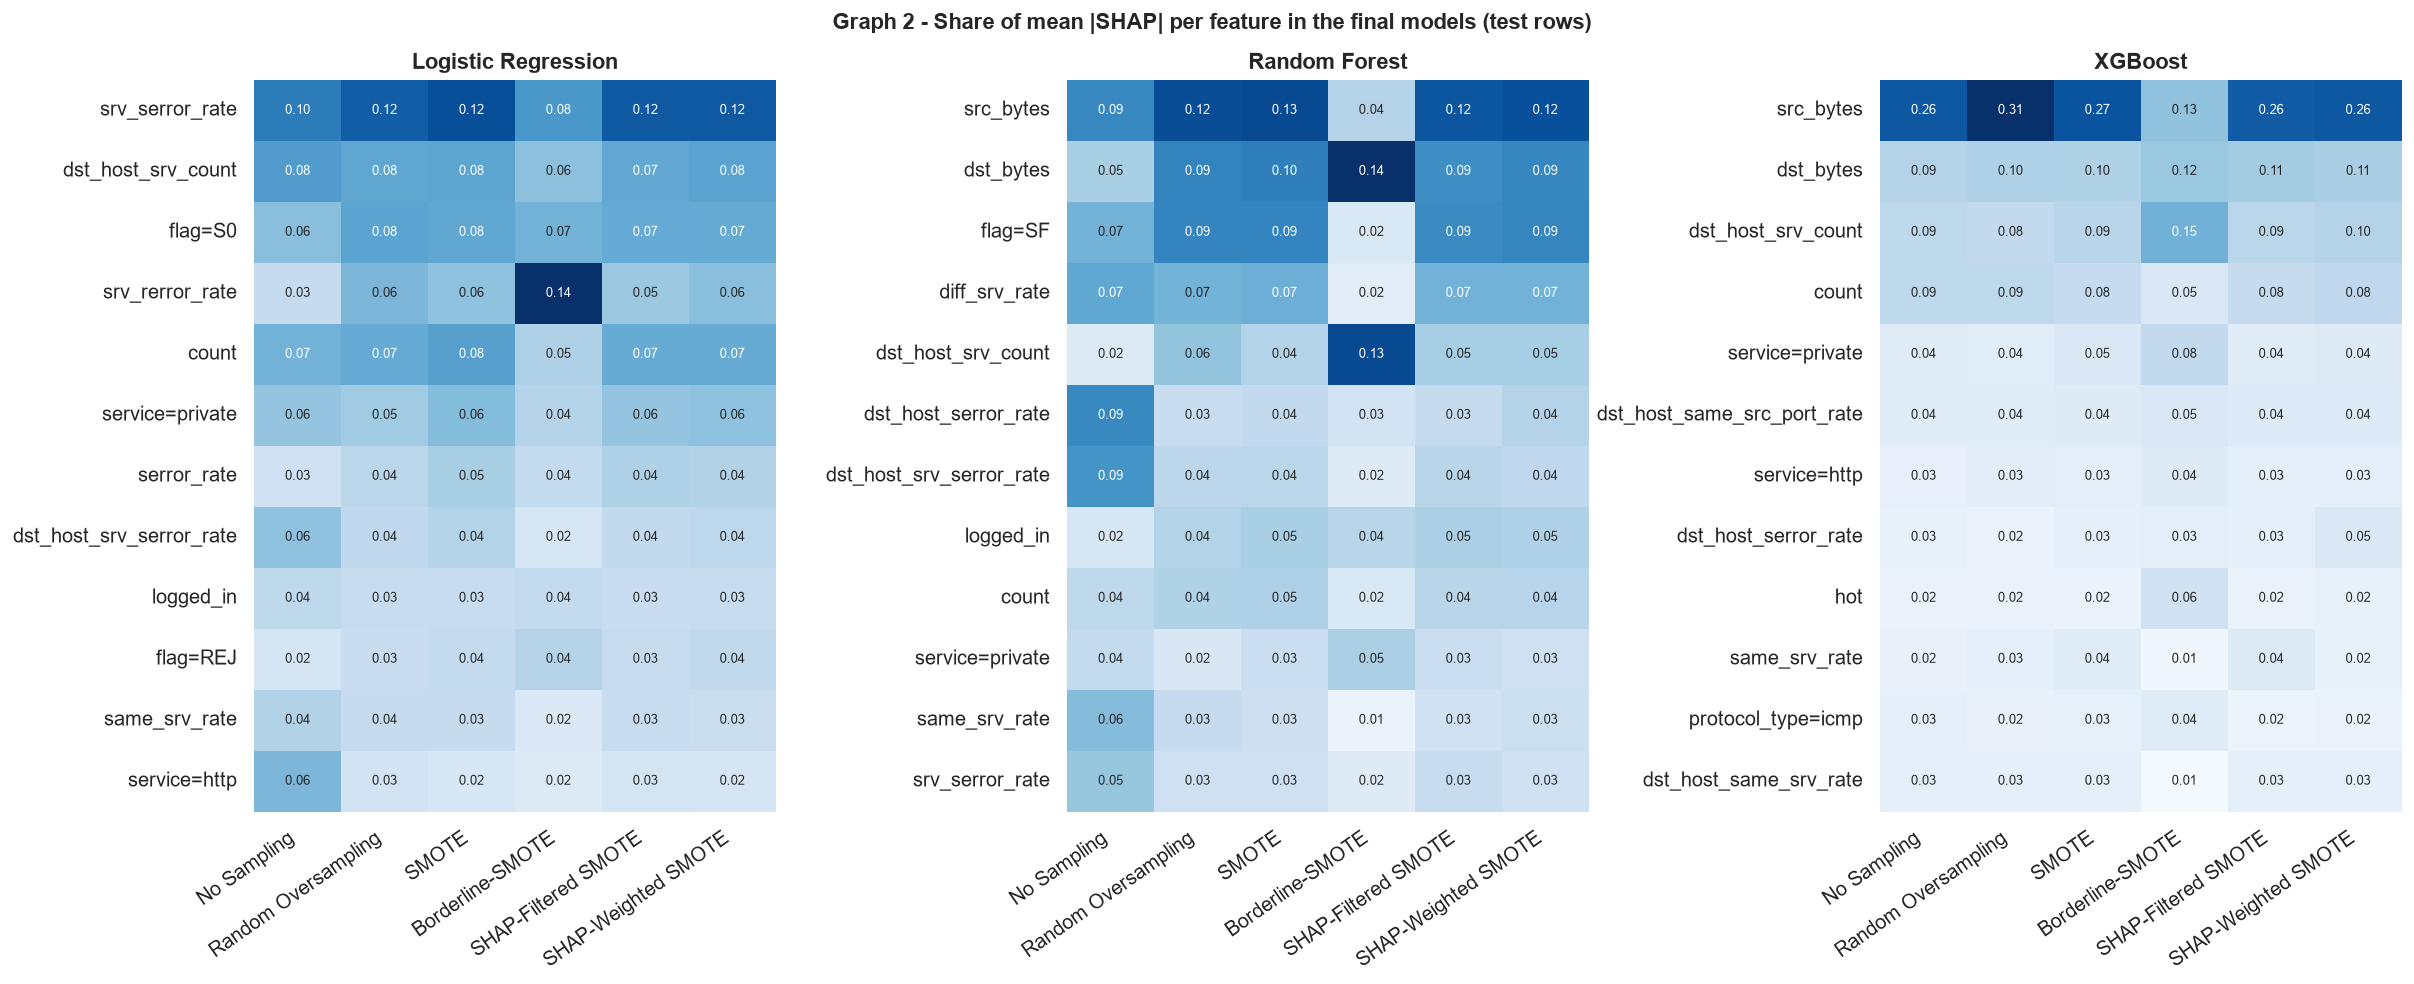 Graph 2 - Share of mean |SHAP| per feature in the final models (test rows)
Logistic Regression
srv_serror_rate 0.10 0.12 0.12 0.08 0.12 0.12
dst_host_srv_count 0.08 0.08 0.08 0.06 0.07 0.08
flag=S0 0.06 0.08 0.08 0.07 0.07 0.07
srv_rerror_rate 0.03 0.06 0.06 0.14 0.05 0.06
count 0.07 0.07 0.08 0.05 0.07 0.07
service=private 0.06 0.05 0.06 0.04 0.06 0.06
serror_rate 0.03 0.04 0.05 0.04 0.04 0.04
dst_host_srv_serror_rate 0.06 0.04 0.04 0.02 0.04 0.04
logged_in 0.04 0.03 0.03 0.04 0.03 0.03
flag=REJ 0.02 0.03 0.04 0.04 0.03 0.04
same_srv_rate 0.04 0.04 0.03 0.02 0.03 0.03
service=http 0.06 0.03 0.02 0.02 0.03 0.02
No Sampling
Random Oversampling
SMOTE
Borderline-SMOTE
SHAP-Filtered SMOTE
SHAP-Weighted SMOTE
Random Forest
src_bytes 0.09 0.12 0.13 0.04 0.12 0.12
dst_bytes 0.05 0.09 0.10 0.14 0.09 0.09
flag=SF 0.07 0.09 0.09 0.02 0.09 0.09
diff_srv_rate 0.07 0.07 0.07 0.02 0.07 0.07
dst_host_srv_count 0.02 0.06 0.04 0.13 0.05 0.05
dst_host_serror_rate 0.09 0.03 0.04 0.03 0.03 0.04
dst_host_srv_serror_rate 0.09 0.04 0.04 0.02 0.04 0.04
logged_in 0.02 0.04 0.05 0.04 0.05 0.05
count 0.04 0.04 0.05 0.02 0.04 0.04
service=private 0.04 0.02 0.03 0.05 0.03 0.03
same_srv_rate 0.06 0.03 0.03 0.01 0.03 0.03
srv_serror_rate 0.05 0.03 0.03 0.02 0.03 0.03
No Sampling
Random Oversampling
SMOTE
Borderline-SMOTE
SHAP-Filtered SMOTE
SHAP-Weighted SMOTE
XGBoost
src_bytes 0.26 0.31 0.27 0.13 0.26 0.26
dst_bytes 0.09 0.10 0.10 0.12 0.11 0.11
dst_host_srv_count 0.09 0.08 0.09 0.15 0.09 0.10
count 0.09 0.09 0.08 0.05 0.08 0.08
service=private 0.04 0.04 0.05 0.08 0.04 0.04
dst_host_same_src_port_rate 0.04 0.04 0.04 0.05 0.04 0.04
service=http 0.03 0.03 0.03 0.04 0.03 0.03
dst_host_serror_rate 0.03 0.02 0.03 0.03 0.03 0.05
hot 0.02 0.02 0.02 0.06 0.02 0.02
same_srv_rate 0.02 0.03 0.04 0.01 0.04 0.02
protocol_type=icmp 0.03 0.02 0.03 0.04 0.02 0.02
dst_host_same_srv_rate 0.03 0.03 0.03 0.01 0.03 0.03
No Sampling
Random Oversampling
SMOTE
Borderline-SMOTE
SHAP-Filtered SMOTE
SHAP-Weighted SMOTE